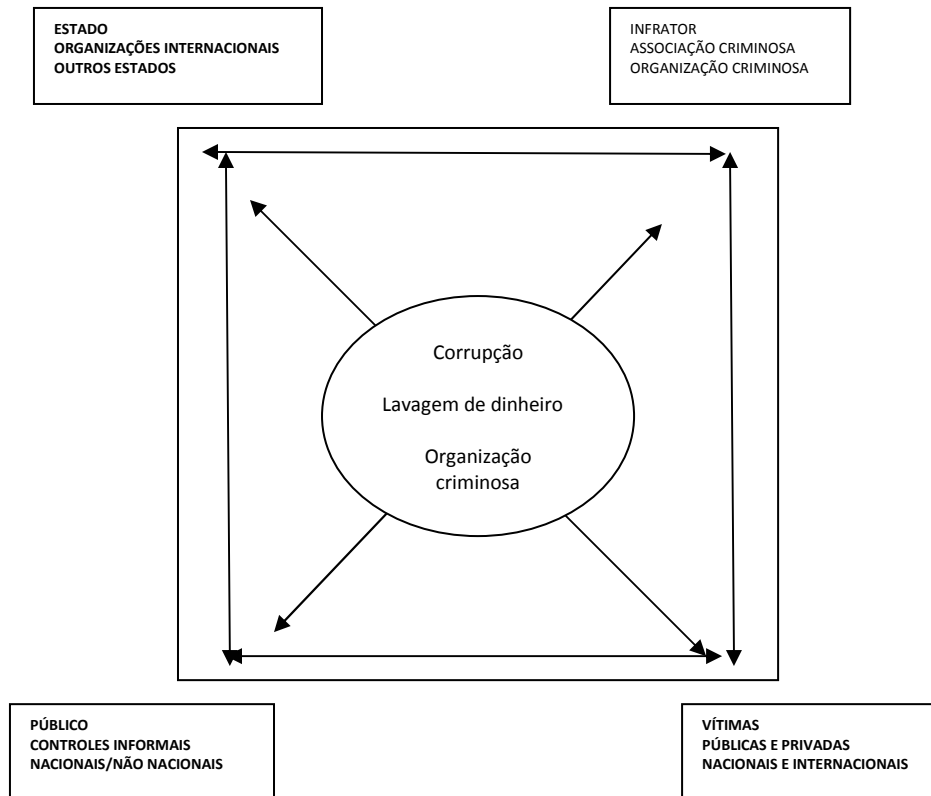 ESTADO
ORGANIZAÇÕES INTERNACIONAIS
OUTROS ESTADOS
INFRATOR
ASSOCIAÇÃO CRIMINOSA
ORGANIZAÇÃO CRIMINOSA
Corrupção
Lavagem de dinheiro
Organização
criminosa
PÚBLICO
CONTROLES INFORMAIS
NACIONAIS/NÃO NACIONAIS
VÍTIMAS
PÚBLICAS E PRIVADAS
NACIONAIS E INTERNACIONAIS